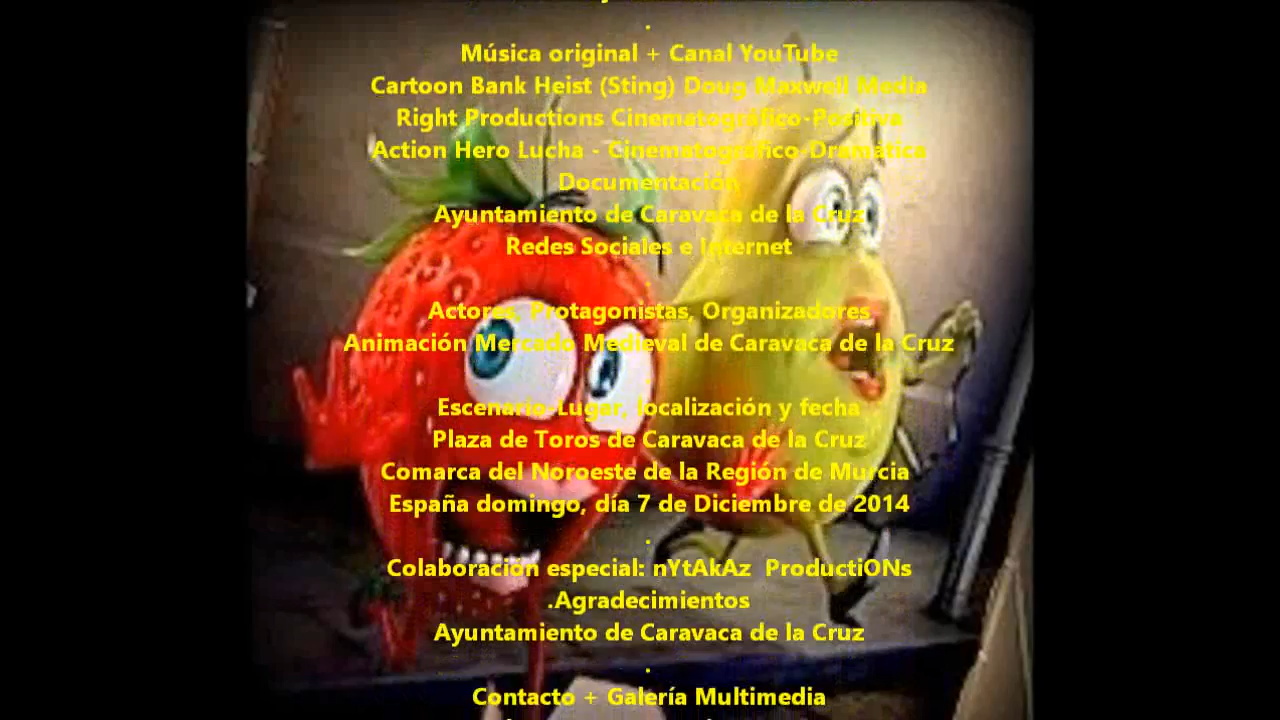 .
Música original + Canal YouTube
Cartoon Bank Heist (Sting) Doug Maxwell Media
Right Productions Cinematográfico-Positiva
Action Hero Lucha - Cinematográfico-Dramática
Documentación
Ayuntamiento de Caravaca de la Cruz
Redes Sociales e Internet
.
Actores, Protagonistas, Organizadores
Animación Mercado Medieval de Caravaca de la Cruz
.
Escenario-Lugar, localización y fecha
Plaza de Toros de Caravaca de la Cruz
Comarca del Noroeste de la Región de Murcia
España domingo, día 7 de Diciembre de 2014
.
Colaboración especial: nYtAkAz ProductiONs
.Agradecimientos
Ayuntamiento de Caravaca de la Cruz
.
Contacto + Galería Multimedia